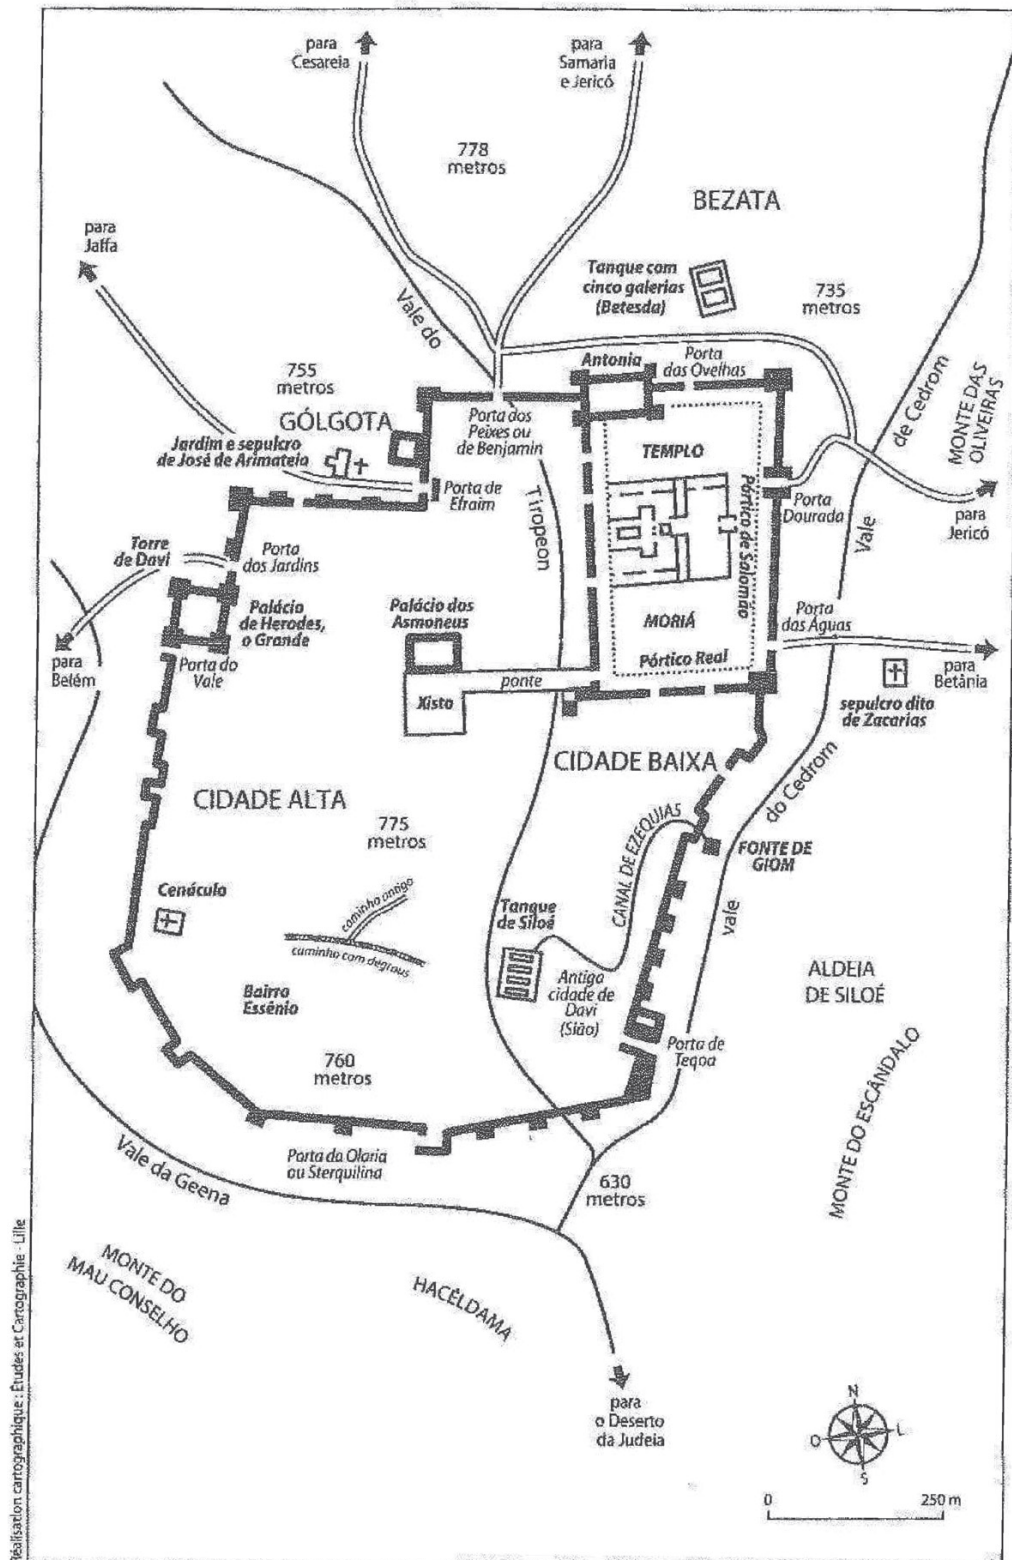 para
Cesareia
para
Samaria
e Jericó
778
metros
BEZATA
para
Jaffa
Tanque com
cinco galerias
(Betesda)
735
metros
Vale do
Tiropeon
755
metros
Antonia
Porta
das Ovelhas
GÓLGOTA
Jardim e sepulcro
de José de Arimateia
Porta dos
Peixes ou
de Benjamin
Porta de
Efraim
TEMPLO
Pórtico de Salomão
MORIÁ
Pórtico Real
Porta
Dourada
Vale
de Cedrom
MONTE DAS
OLIVEIRAS
para
Jericó
Torre
de Davi
Porta
dos Jardins
Palácio
de Herodes,
o Grande
Porta do
Vale
para
Belém
Palácio dos
Asmoneus
Xisto
ponte
Porta
das Águas
para
Betânia
sepulcro dito
de Zacarias
CIDADE BAIXA
CIDADE ALTA
775
metros
vale
do Cedrom
CANAL DE EZEQUIAS
FONTE DE
GIOM
Cenáculo
caminho antigo
caminho com degraus
Tanque
de Siloé
Antiga
cidade de
Davi
(Sião)
ALDEIA
DE SILOÉ
Bairro
Essênio
Porta de
Teqoa
760
metros
MONTE DO ESCÂNDALO
Porta da Olaria
ou Sterquilina
Vale da Geena
630
metros
MONTE DO
MAU CONSELHO
HACÉLDAMA
para
o Deserto
da Judeia
N
O
L
S
0
250 m
Réalisation cartographique : Études et Cartographie - Lille